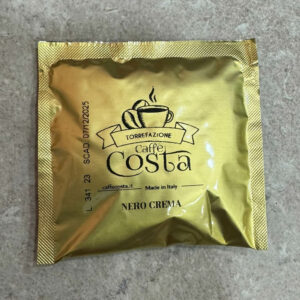 TORREFAZIONE
Caffè
Costa
caffecosta.it
Made in Italy
NERO CREMA
L. 341 23 SCAD. 07/12/2025